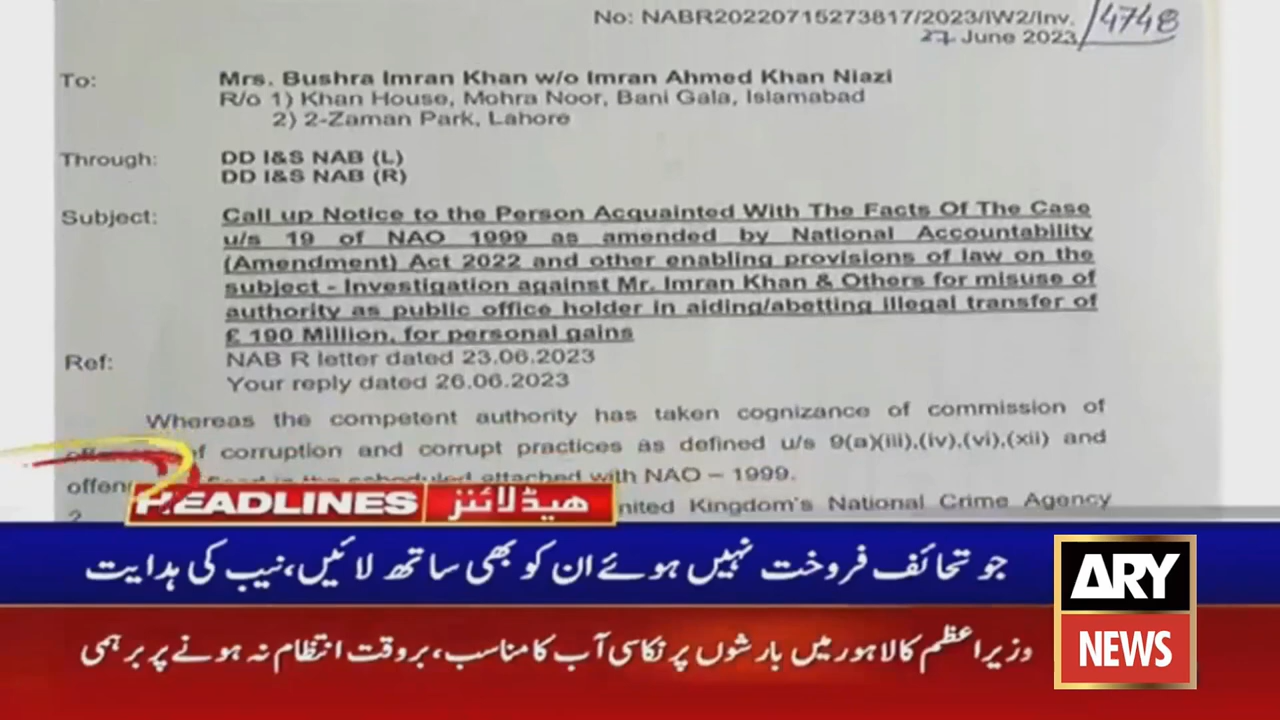 No: NABR20220715273817/2023/IW2/Inv./4748
27 June 2023
To: Mrs. Bushra Imran Khan w/o Imran Ahmed Khan Niazi
R/o 1) Khan House, Mohra Noor, Bani Gala, Islamabad
2) 2-Zaman Park, Lahore
Through: DD I&S NAB (L)
DD I&S NAB (R)
Subject: Call up Notice to the Person Acquainted With The Facts Of The Case
u/s 19 of NAO 1999 as amended by National Accountability
(Amendment) Act 2022 and other enabling provisions of law on the
subject - Investigation against Mr. Imran Khan & Others for misuse of
authority as public office holder in aiding/abetting illegal transfer of
£ 190 Million, for personal gains
Ref: NAB R letter dated 23.06.2023
Your reply dated 26.06.2023
Whereas the competent authority has taken cognizance of commission of
of corruption and corrupt practices as defined u/s 9(a)(iii),(iv),(vi),(xii) and
attached with NAO – 1999.
Kingdom's National Crime Agency
HEADLINES ہیڈلائنز
جو تحائف فروخت نہیں ہوئے ان کو بھی ساتھ لائیں، نیب کی ہدایت
وزیراعظم کا لاہور میں بارشوں پر نکاسی آب کا مناسب، بروقت انتظام نہ ہونے پر برہمی
ARY
NEWS